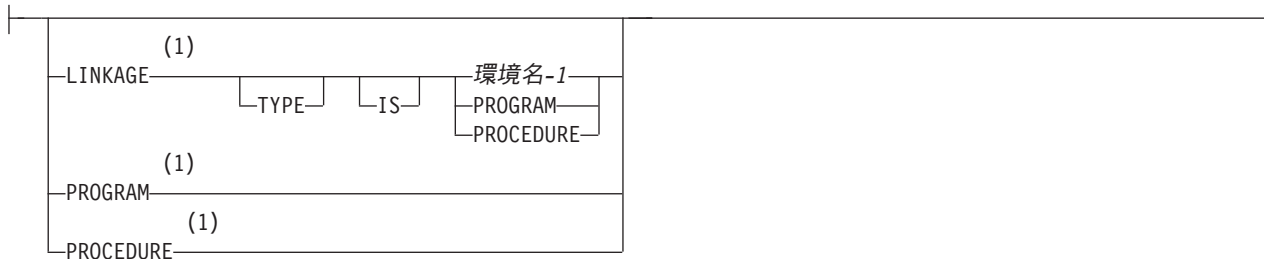 (1)
LINKAGE 環境名-1
TYPE IS PROGRAM
PROCEDURE
(1)
PROGRAM
(1)
PROCEDURE